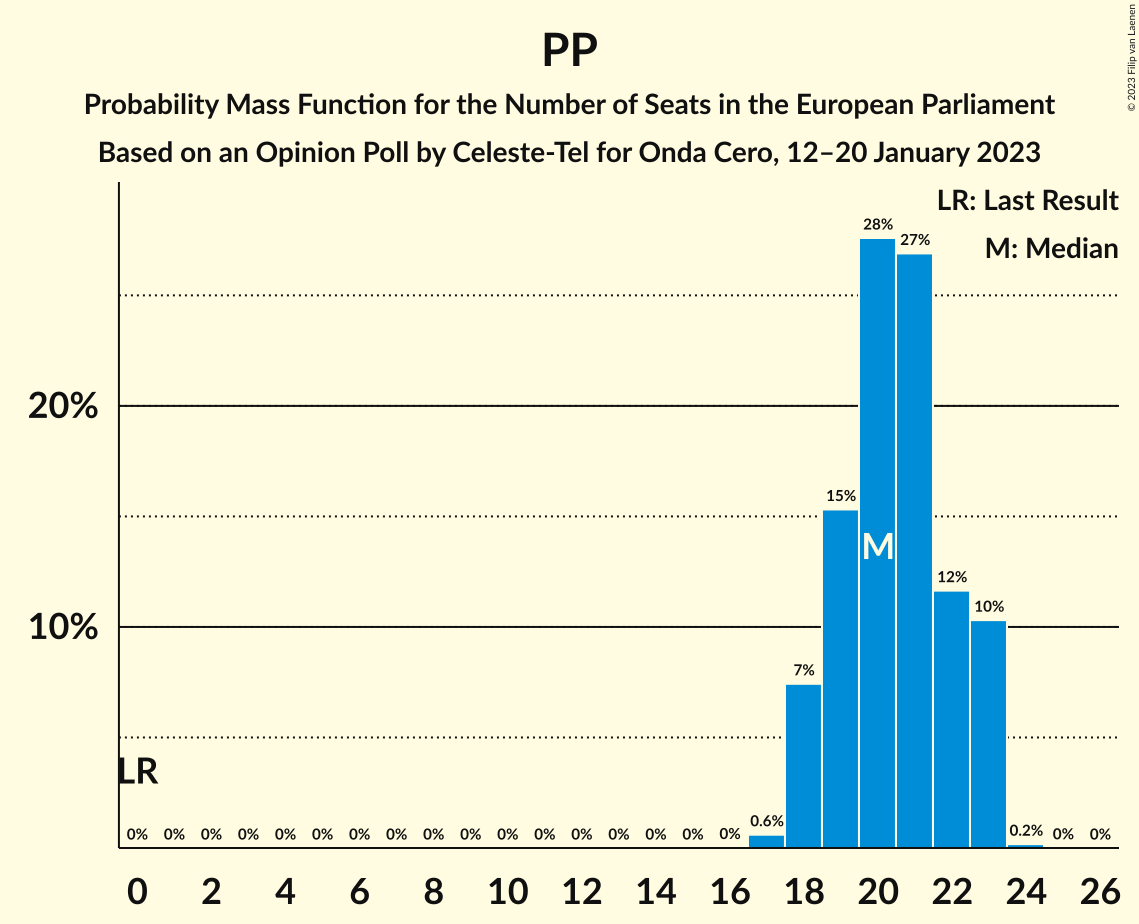 PP
Probability Mass Function for the Number of Seats in the European Parliament
Based on an Opinion Poll by Celeste-Tel for Onda Cero, 12–20 January 2023
© 2023 Filip van Laenen
LR: Last Result
M: Median
28%
27%
20%
15%
M
12%
10%
10%
7%
LR
0% 0% 0% 0% 0% 0% 0% 0% 0% 0% 0% 0% 0% 0% 0% 0% 0% 0.6% 0.2% 0% 0%
0 2 4 6 8 10 12 14 16 18 20 22 24 26